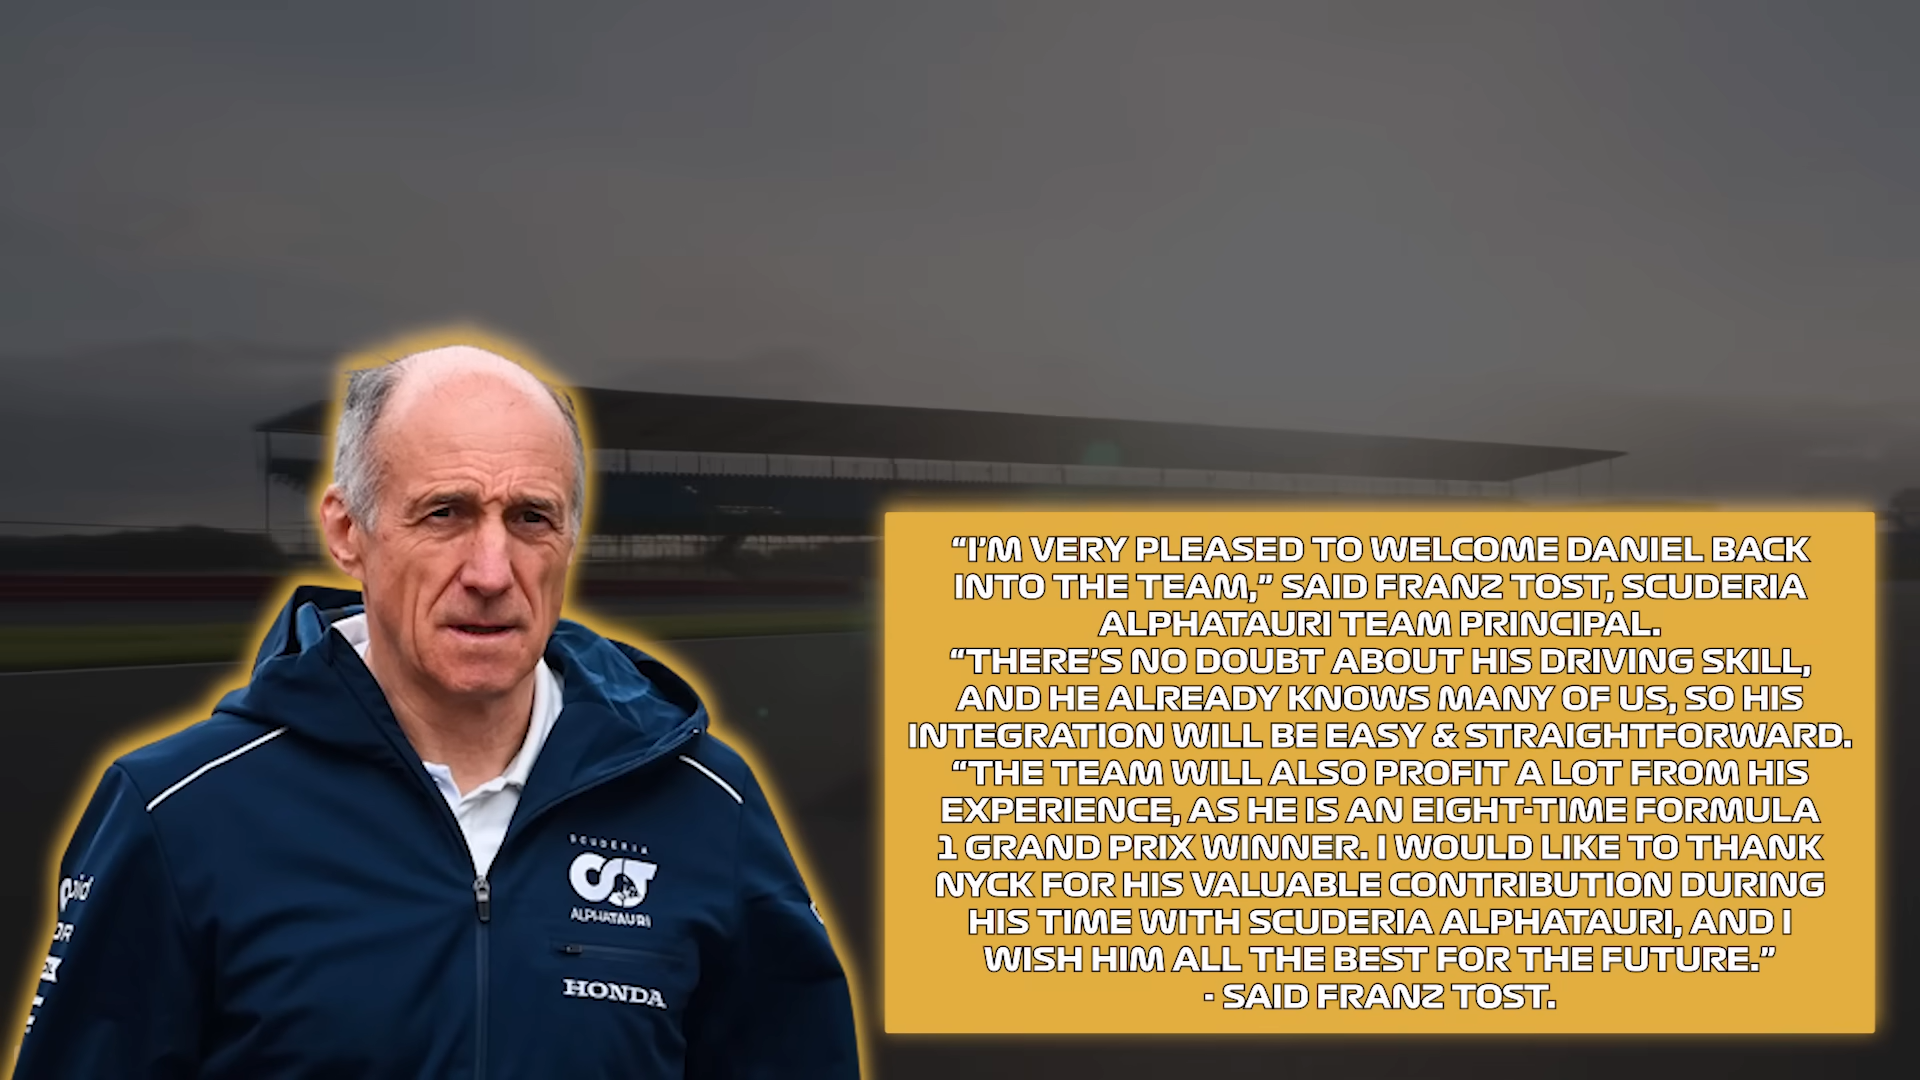 “I’M VERY PLEASED TO WELCOME DANIEL BACK
INTO THE TEAM,” SAID FRANZ TOST, SCUDERIA
ALPHATAURI TEAM PRINCIPAL.
“THERE’S NO DOUBT ABOUT HIS DRIVING SKILL,
AND HE ALREADY KNOWS MANY OF US, SO HIS
INTEGRATION WILL BE EASY & STRAIGHTFORWARD.
“THE TEAM WILL ALSO PROFIT A LOT FROM HIS
EXPERIENCE, AS HE IS AN EIGHT-TIME FORMULA
1 GRAND PRIX WINNER. I WOULD LIKE TO THANK
NYCK FOR HIS VALUABLE CONTRIBUTION DURING
HIS TIME WITH SCUDERIA ALPHATAURI, AND I
WISH HIM ALL THE BEST FOR THE FUTURE.”
- SAID FRANZ TOST.
SCUDERIA
ALPHATAURI
HONDA